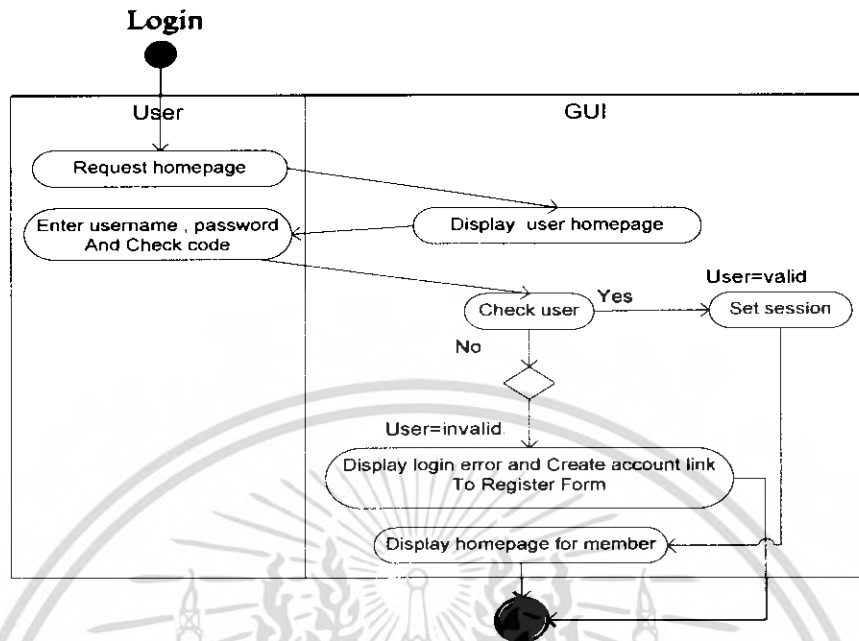 Login
User
GUI
Request homepage
Display user homepage
Enter username , password
And Check code
User=valid
Check user
Yes
Set session
No
User=invalid
Display login error and Create account link
To Register Form
Display homepage for member